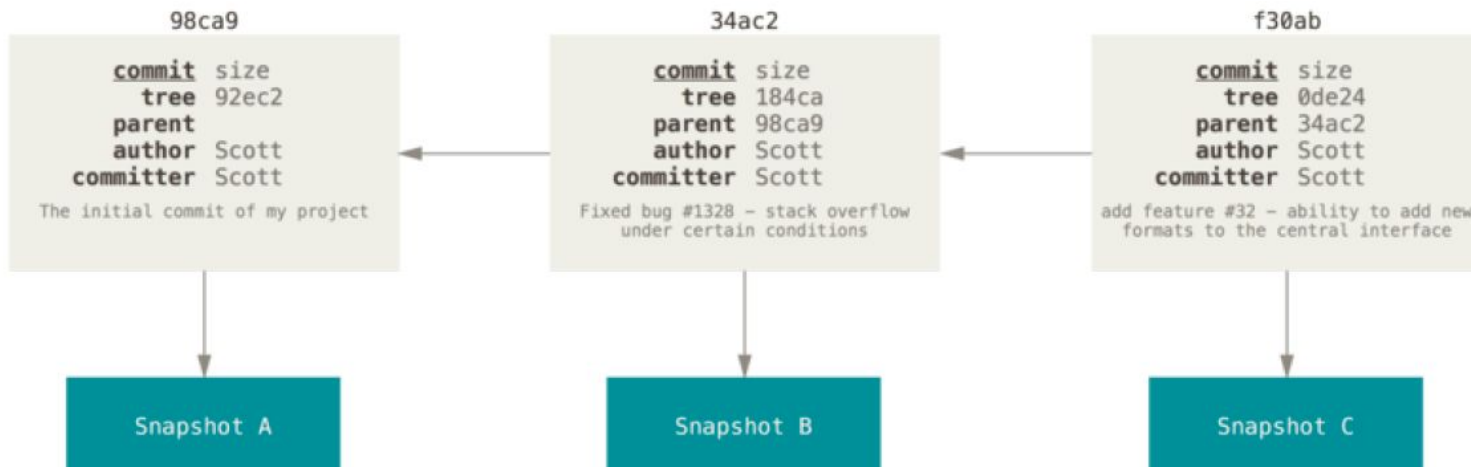 98ca9
commit size
tree 92ec2
parent
author Scott
committer Scott
The initial commit of my project
Snapshot A
34ac2
commit size
tree 184ca
parent 98ca9
author Scott
committer Scott
Fixed bug #1328 – stack overflow
under certain conditions
Snapshot B
f30ab
commit size
tree 0de24
parent 34ac2
author Scott
committer Scott
add feature #32 – ability to add new
formats to the central interface
Snapshot C